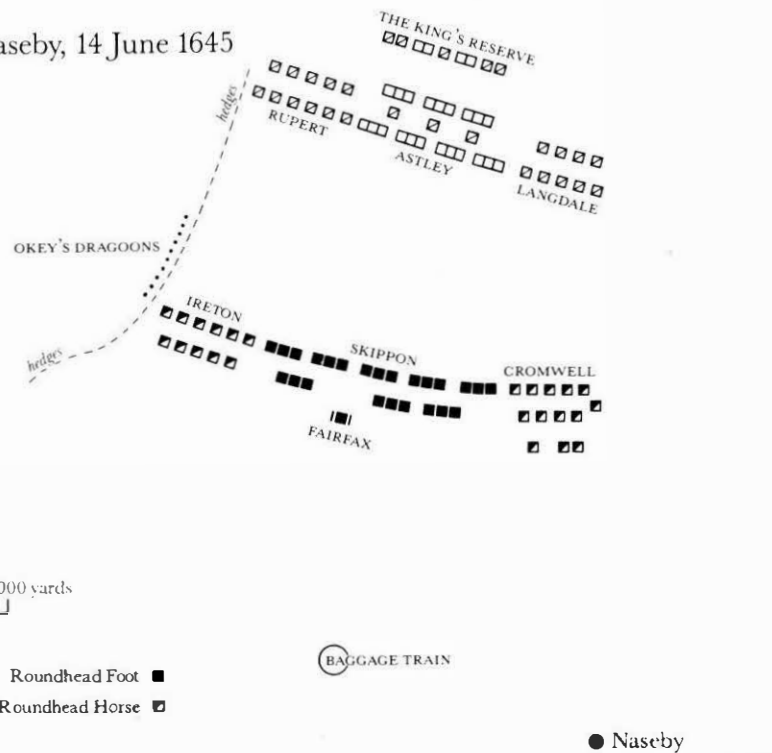 THE KING'S RESERVE
aseby, 14 June 1645
hedges
RUPERT
ASTLEY
LANGDALE
OKEY'S DRAGOONS
IRETON
SKIPPON
hedges
CROMWELL
FAIRFAX
000 yards
BAGGAGE TRAIN
Roundhead Foot
Roundhead Horse
Naseby